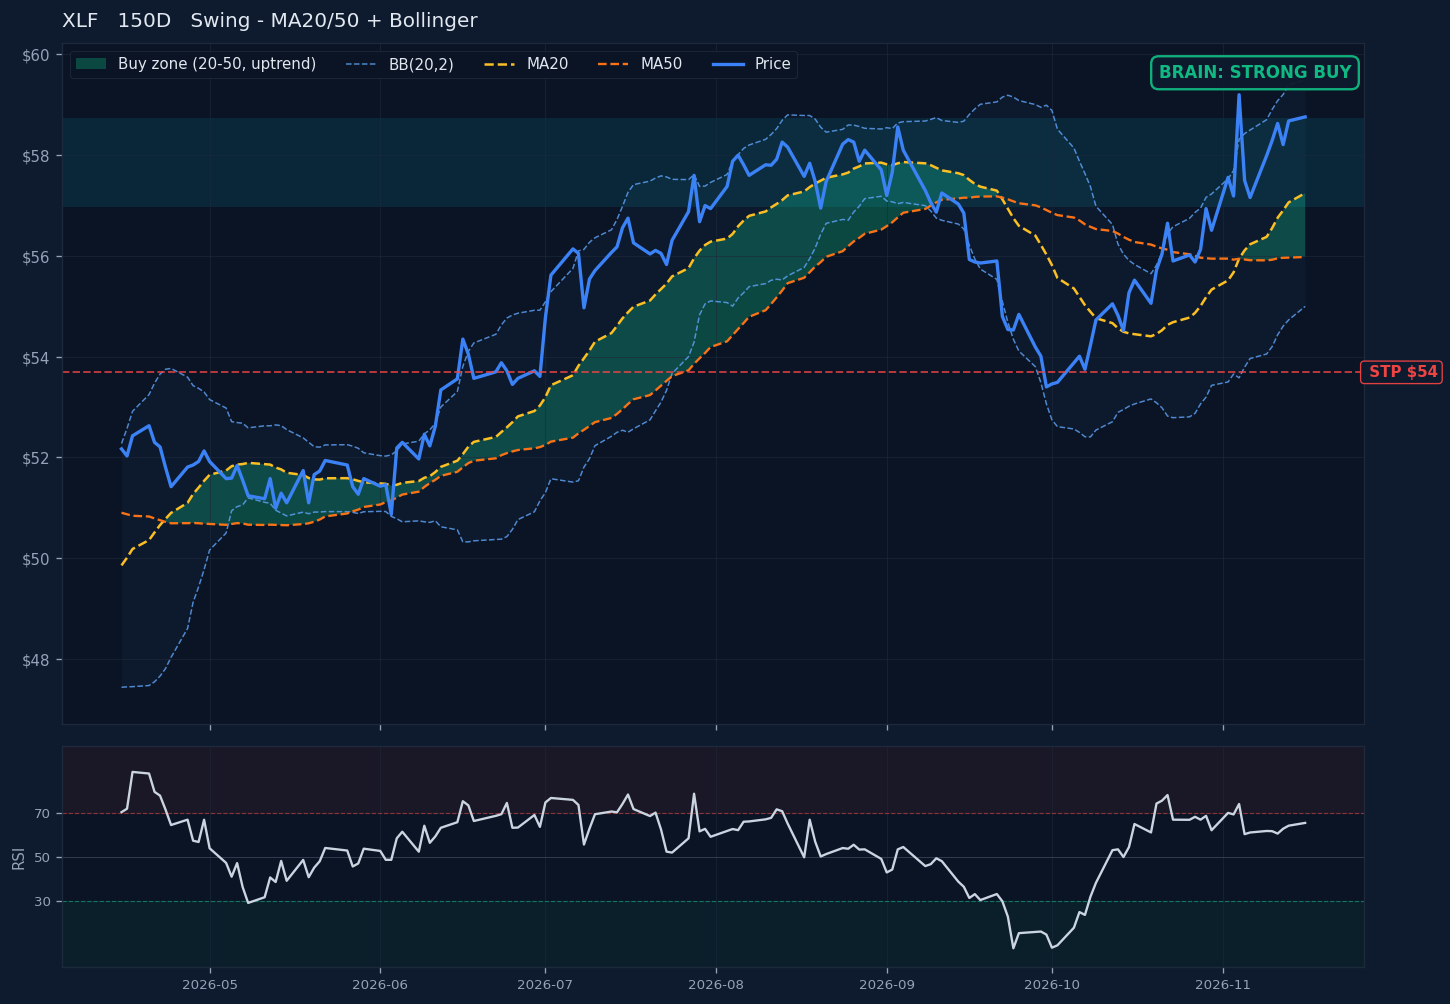 XLF   150D   Swing - MA20/50 + Bollinger
Buy zone (20-50, uptrend)   BB(20,2)   MA20   MA50   Price
BRAIN: STRONG BUY
$60
$58
$56
$54
STP $54
$52
$50
$48
RSI
70
50
30
2026-05   2026-06   2026-07   2026-08   2026-09   2026-10   2026-11